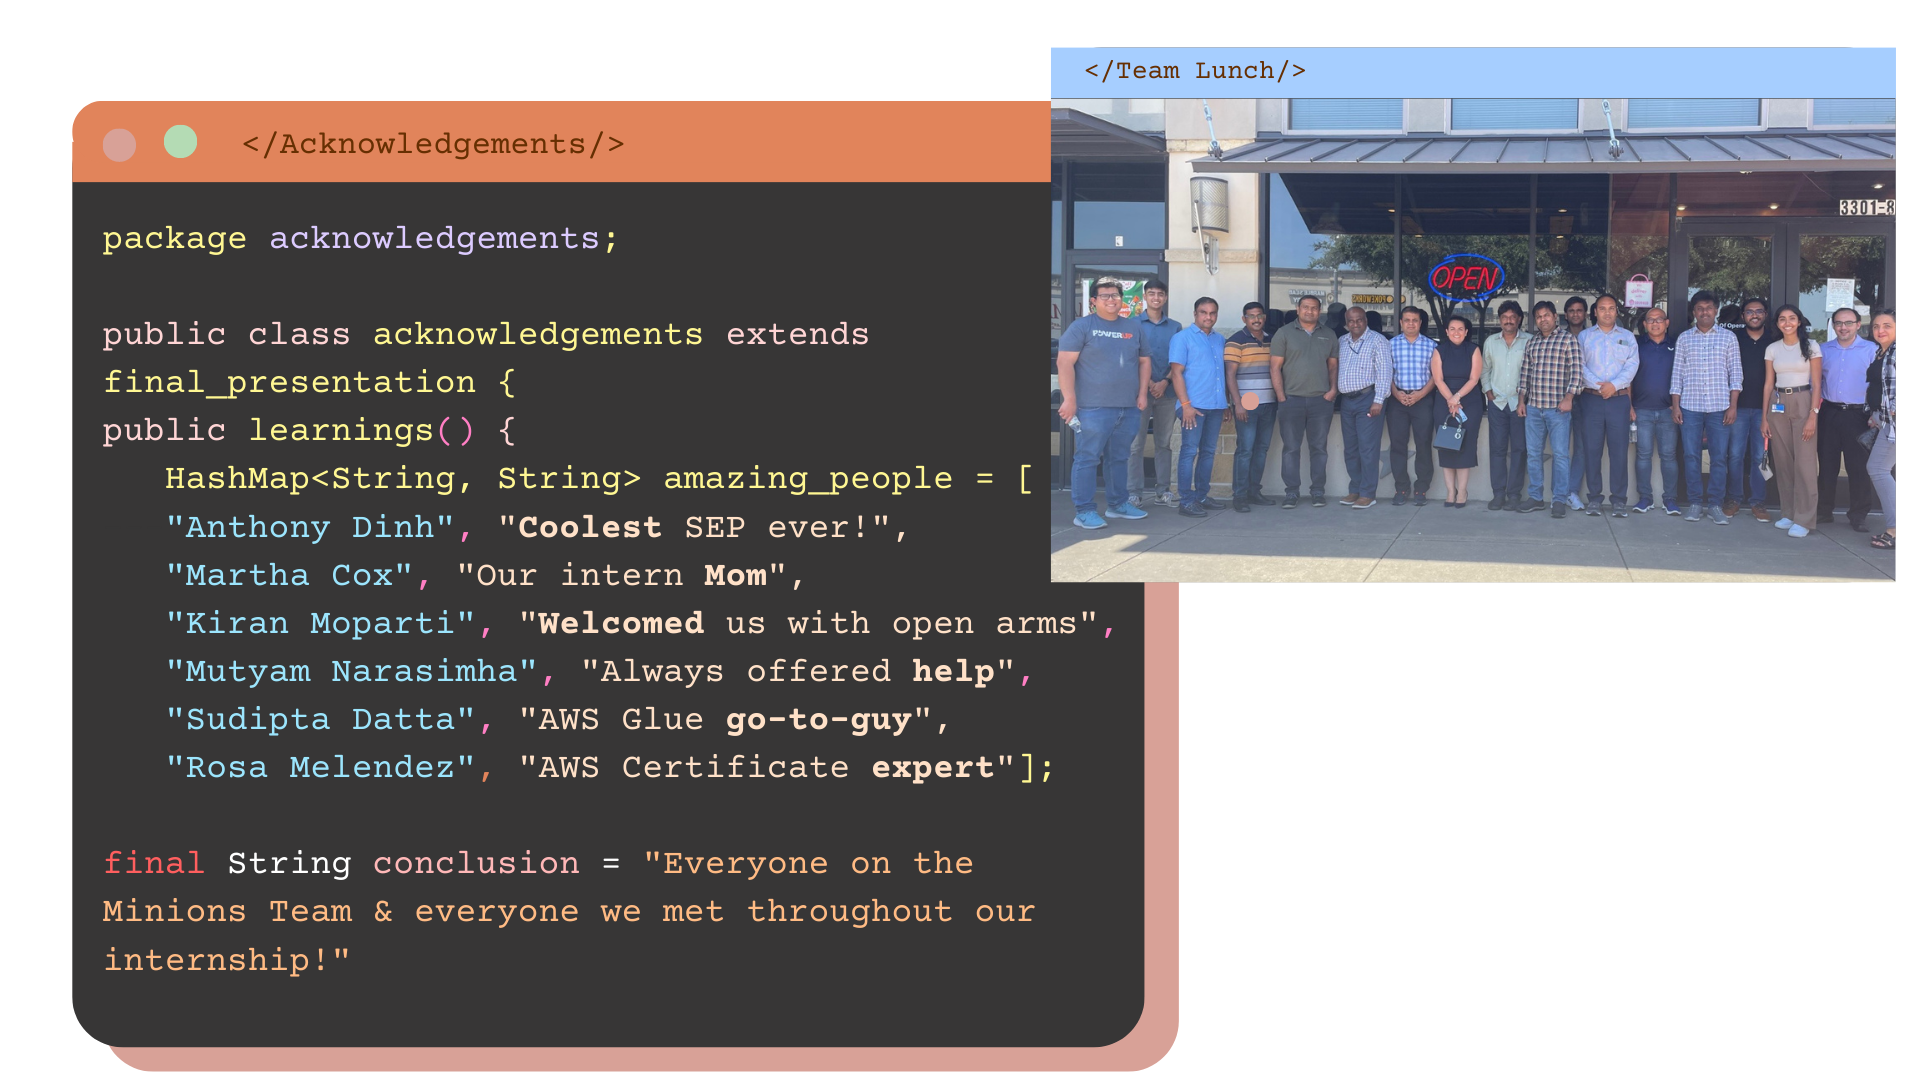 </Team Lunch/>
</Acknowledgements/>
package acknowledgements;
public class acknowledgements extends
final_presentation {
public learnings() {
HashMap<String, String> amazing_people = [
"Anthony Dinh", "Coolest SEP ever!",
"Martha Cox", "Our intern Mom",
"Kiran Moparti", "Welcomed us with open arms",
"Mutyam Narasimha", "Always offered help",
"Sudipta Datta", "AWS Glue go-to-guy",
"Rosa Melendez", "AWS Certificate expert"];
final String conclusion = "Everyone on the
Minions Team & everyone we met throughout our
internship!"
3301-8
OPEN
POWERUP